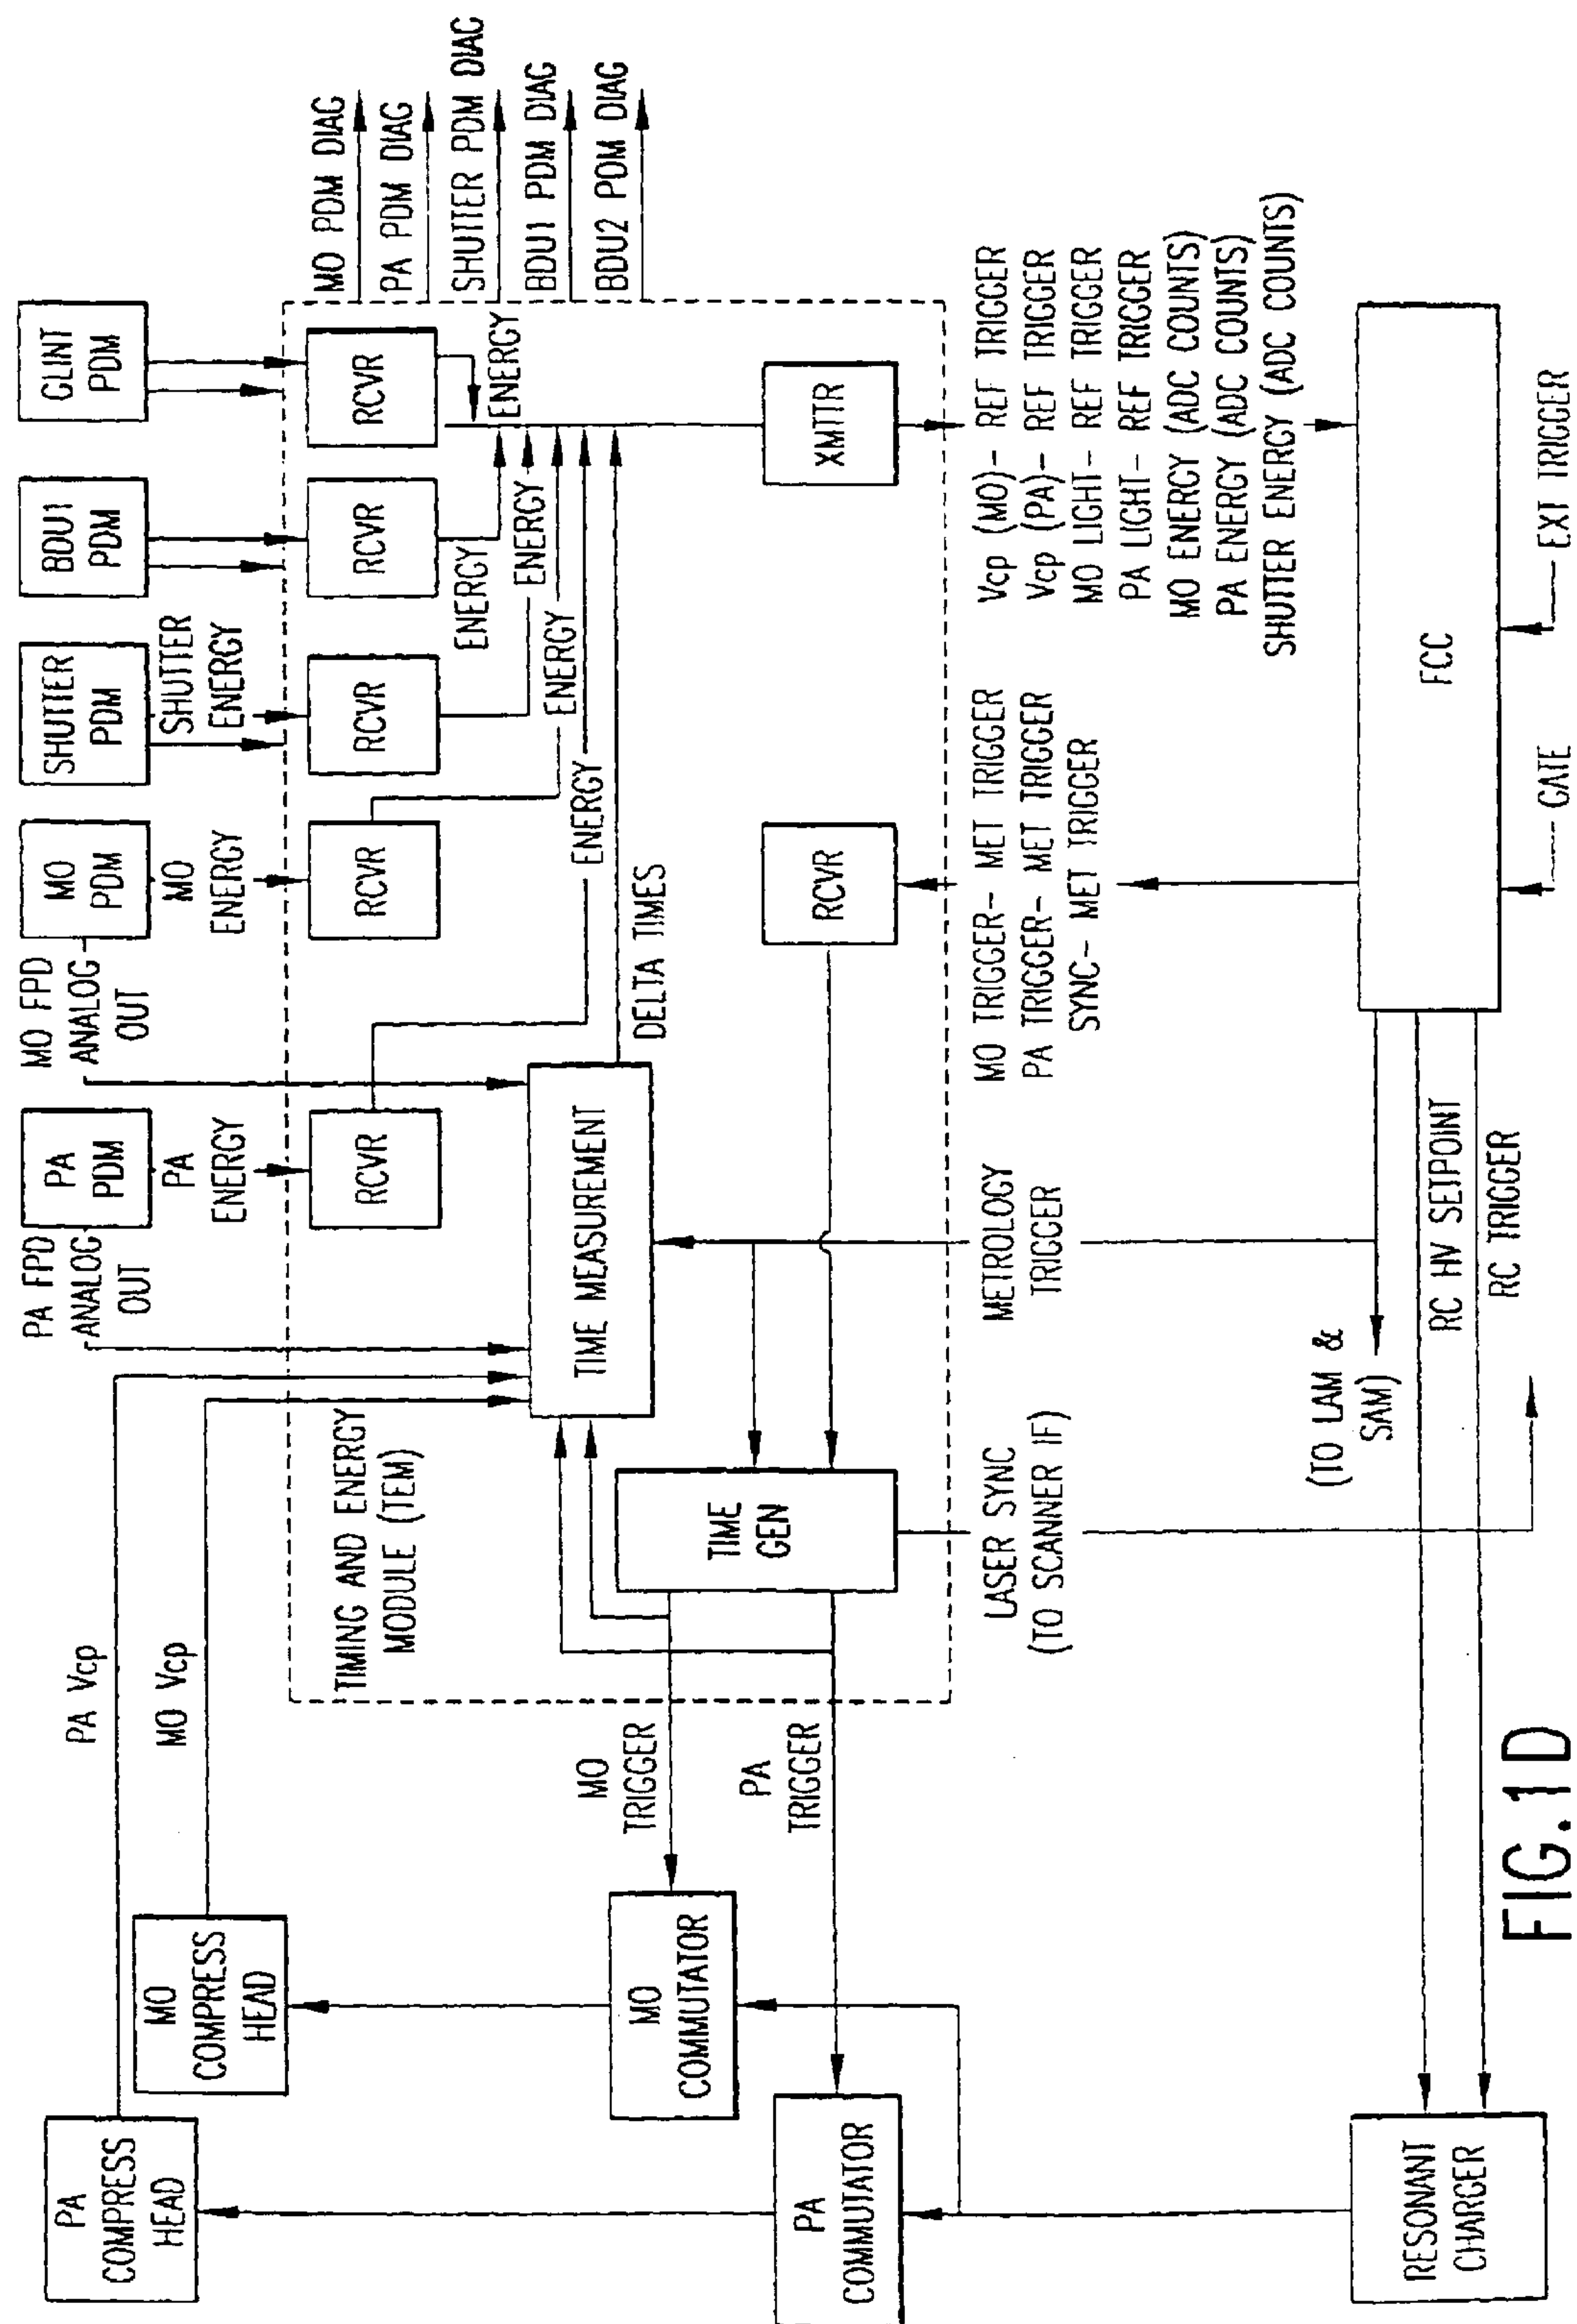 PA
COMPRESS
HEAD
MO
COMPRESS
HEAD
PA Vcp
MO Vcp
PA
COMMUTATOR
MO
COMMUTATOR
MO
TRIGGER
PA
TRIGGER
RESONANT
CHARGER
TIMING AND ENERGY
MODULE (TEM)
TIME
GEN
TIME MEASUREMENT
PA FPD
ANALOG
OUT
PA
PDM
PA
ENERGY
RCVR
MO FPD
ANALOG
OUT
MO
PDM
MO
ENERGY
RCVR
SHUTTER
PDM
SHUTTER
ENERGY
RCVR
BDU1
PDM
RCVR
GLINT
PDM
RCVR
ENERGY
ENERGY
ENERGY
ENERGY
ENERGY
DELTA TIMES
MO PDM DIAG
PA PDM DIAG
SHUTTER PDM DIAG
BDU1 PDM DIAG
BDU2 PDM DIAG
RCVR
XMTTR
LASER SYNC
(TO SCANNER IF)
METROLOGY
TRIGGER
MO TRIGGER- MET TRIGGER
PA TRIGGER- MET TRIGGER
SYNC- MET TRIGGER
Vcp (MO)- REF TRIGGER
Vcp (PA)- REF TRIGGER
MO LIGHT- REF TRIGGER
PA LIGHT- REF TRIGGER
MO ENERGY (ADC COUNTS)
PA ENERGY (ADC COUNTS)
SHUTTER ENERGY (ADC COUNTS)
(TO LAM &
SAM)
RC HV SETPOINT
RC TRIGGER
FCC
GATE
EXT TRIGGER
FIG.1D